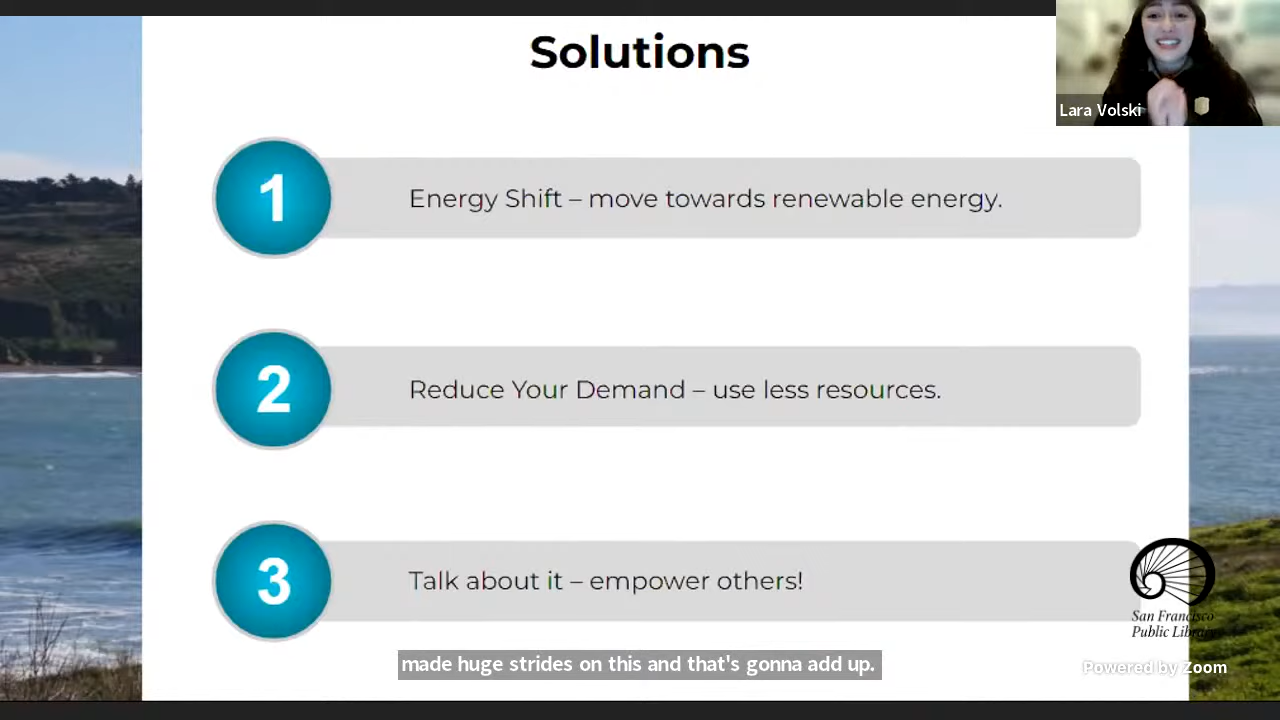 Solutions
Lara Volski
1
Energy Shift – move towards renewable energy.
2
Reduce Your Demand – use less resources.
3
Talk about it – empower others!
San Francisco
Public Library
made huge strides on this and that's gonna add up.
Powered by Zoom